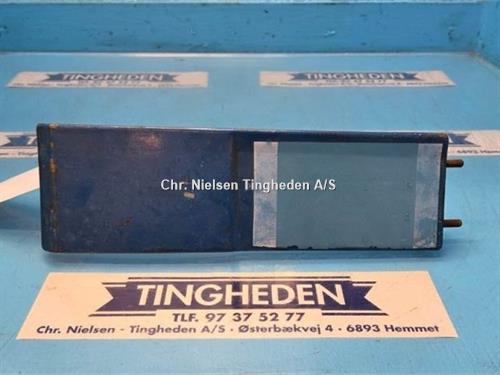 TINGHEDEN
TINGHEDEN
Chr. Nielsen Tingheden A/S
TINGHEDEN
TLF. 97 37 52 77
Chr. Nielsen - Tingheden A/S - Østerbækvej 4 - 6893 Hemmet